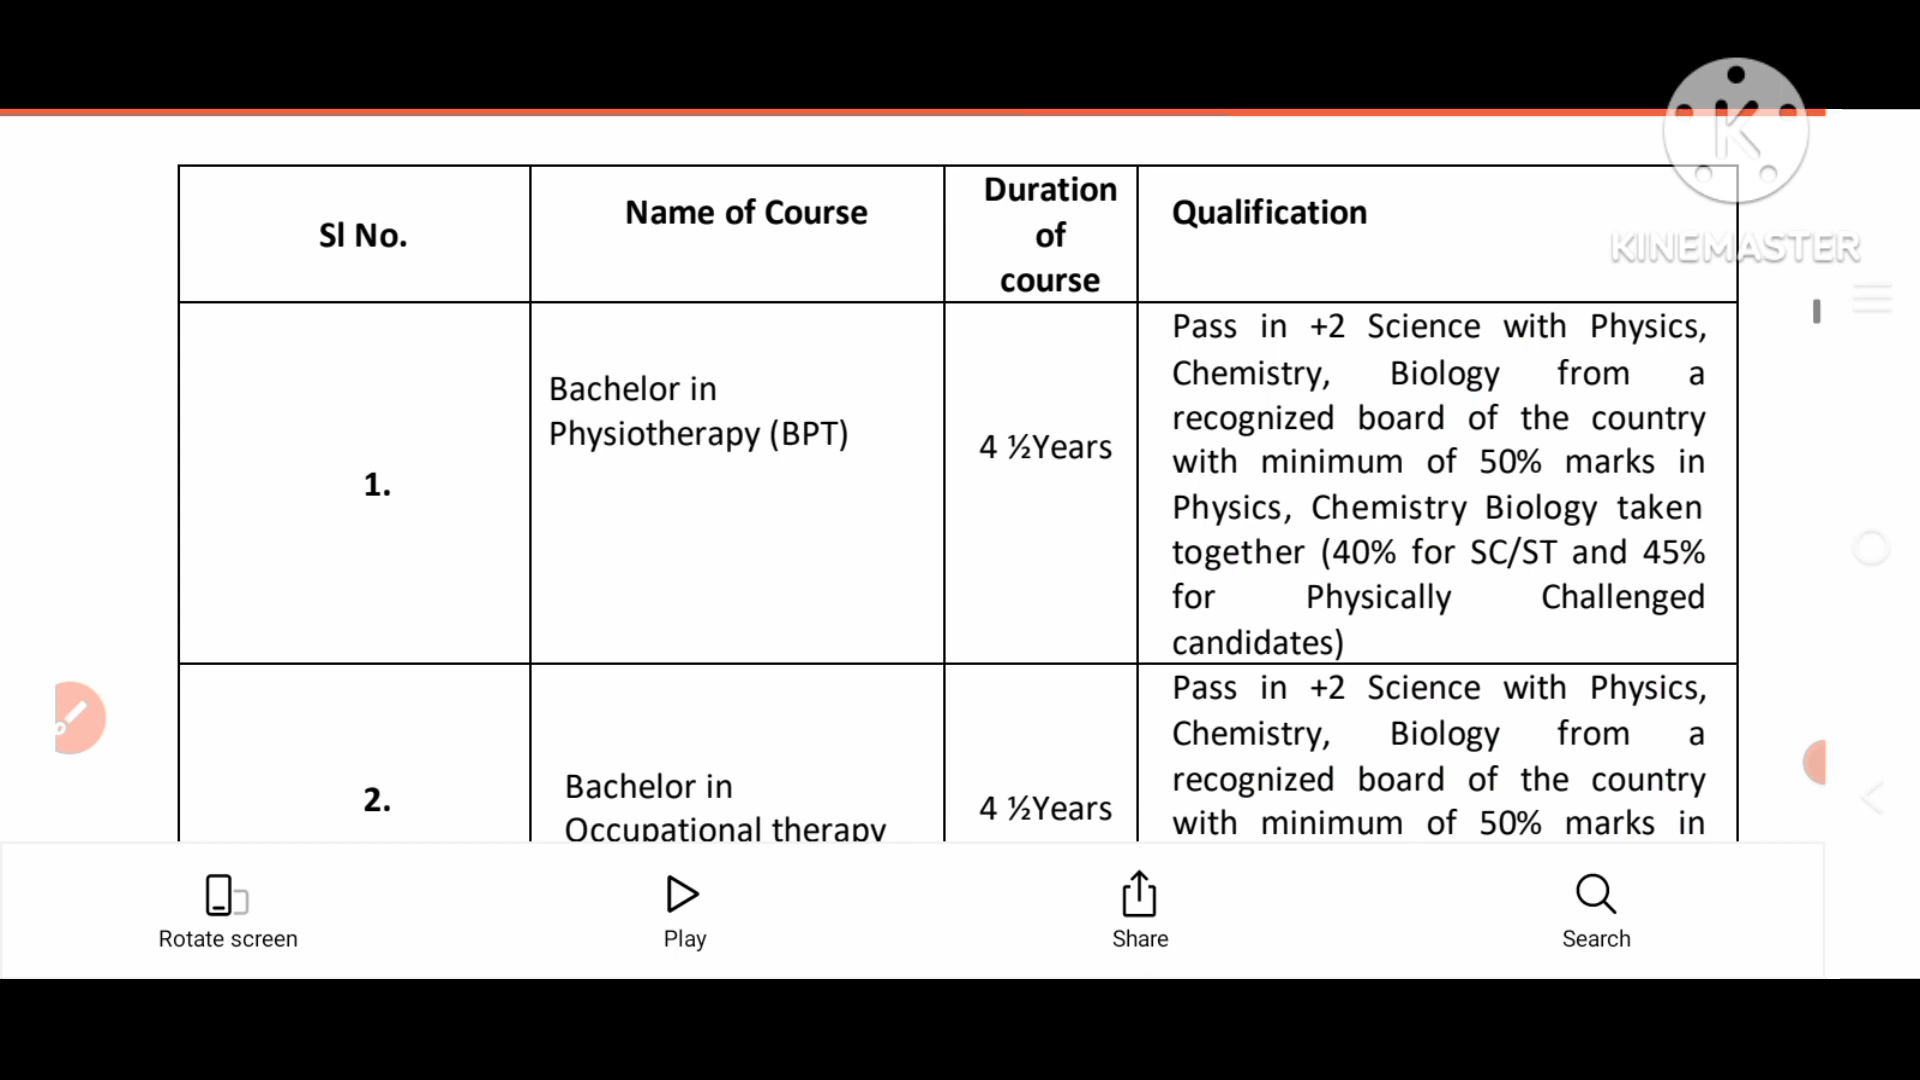 KINEMASTER
Sl No.
Name of Course
Duration
of
course
Qualification
1.
Bachelor in
Physiotherapy (BPT)
4 ½Years
Pass in +2 Science with Physics,
Chemistry, Biology from a
recognized board of the country
with minimum of 50% marks in
Physics, Chemistry Biology taken
together (40% for SC/ST and 45%
for Physically Challenged
candidates)
2.
Bachelor in
Occupational therapy
4 ½Years
Pass in +2 Science with Physics,
Chemistry, Biology from a
recognized board of the country
with minimum of 50% marks in
Rotate screen
Play
Share
Search